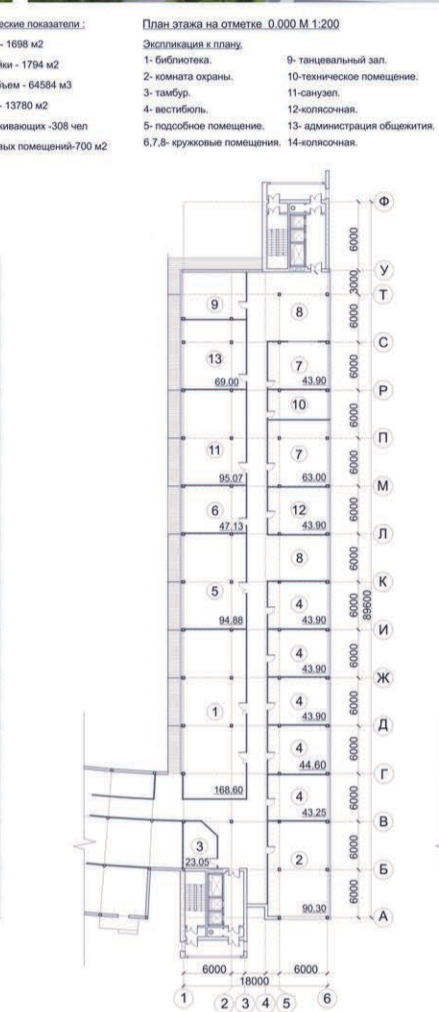 еские показатели :
- 1698 м2
йки - 1794 м2
бъем - 64584 м3
- 13780 м2
живающих -308 чел
вых помещений-700 м2
План этажа на отметке 0.000 М 1:200
Экспликация к плану.
1- библиотека.
2- комната охраны.
3- тамбур.
4- вестибюль.
5- подсобное помещение.
6,7,8- кружковые помещения.
9- танцевальный зал.
10-техническое помещение.
11-санузел.
12-колясочная.
13- администрация общежития.
14-колясочная.
Ф
6000
У
3000
Т
9
8
6000
С
13
7
69.00
43.90
6000
Р
10
6000
П
11
7
95.07
63.00
6000
М
6
12
47.13
43.90
6000
Л
8
6000
К
5
4
94.88
43.90
6000
89600
И
4
43.90
6000
Ж
1
4
43.90
6000
Д
4
44.60
6000
Г
168.60
4
43.25
6000
В
3
23.05
2
6000
Б
90.30
6000
А
6000
6000
18000
1
2
3
4
5
6